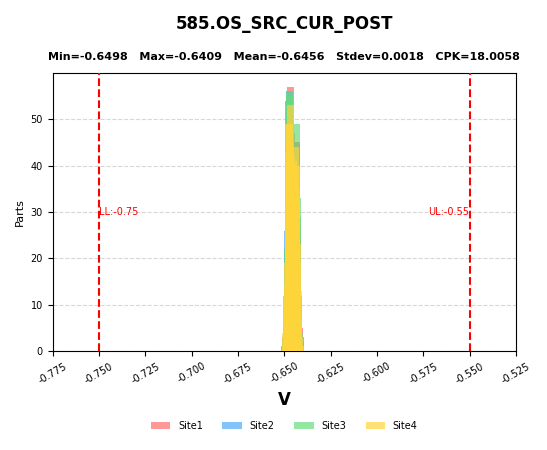 585.OS_SRC_CUR_POST
Min=-0.6498 Max=-0.6409 Mean=-0.6456 Stdev=0.0018 CPK=18.0058
Parts
50
40
30
20
10
0
LL:-0.75
UL:-0.55
-0.775 -0.750 -0.725 -0.700 -0.675 -0.650 -0.625 -0.600 -0.575 -0.550 -0.525
V
Site1 Site2 Site3 Site4